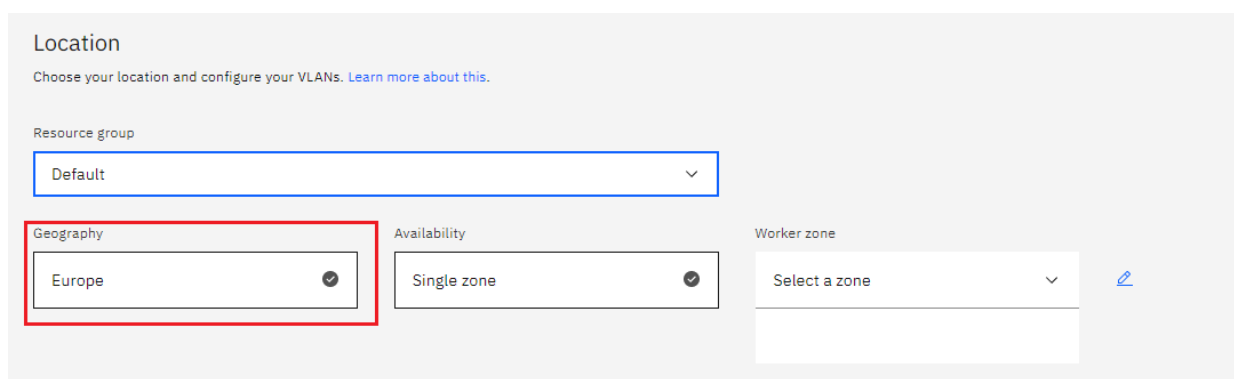 Location
Choose your location and configure your VLANs. Learn more about this.
Resource group
Default
Geography
Availability
Worker zone
Europe
Single zone
Select a zone